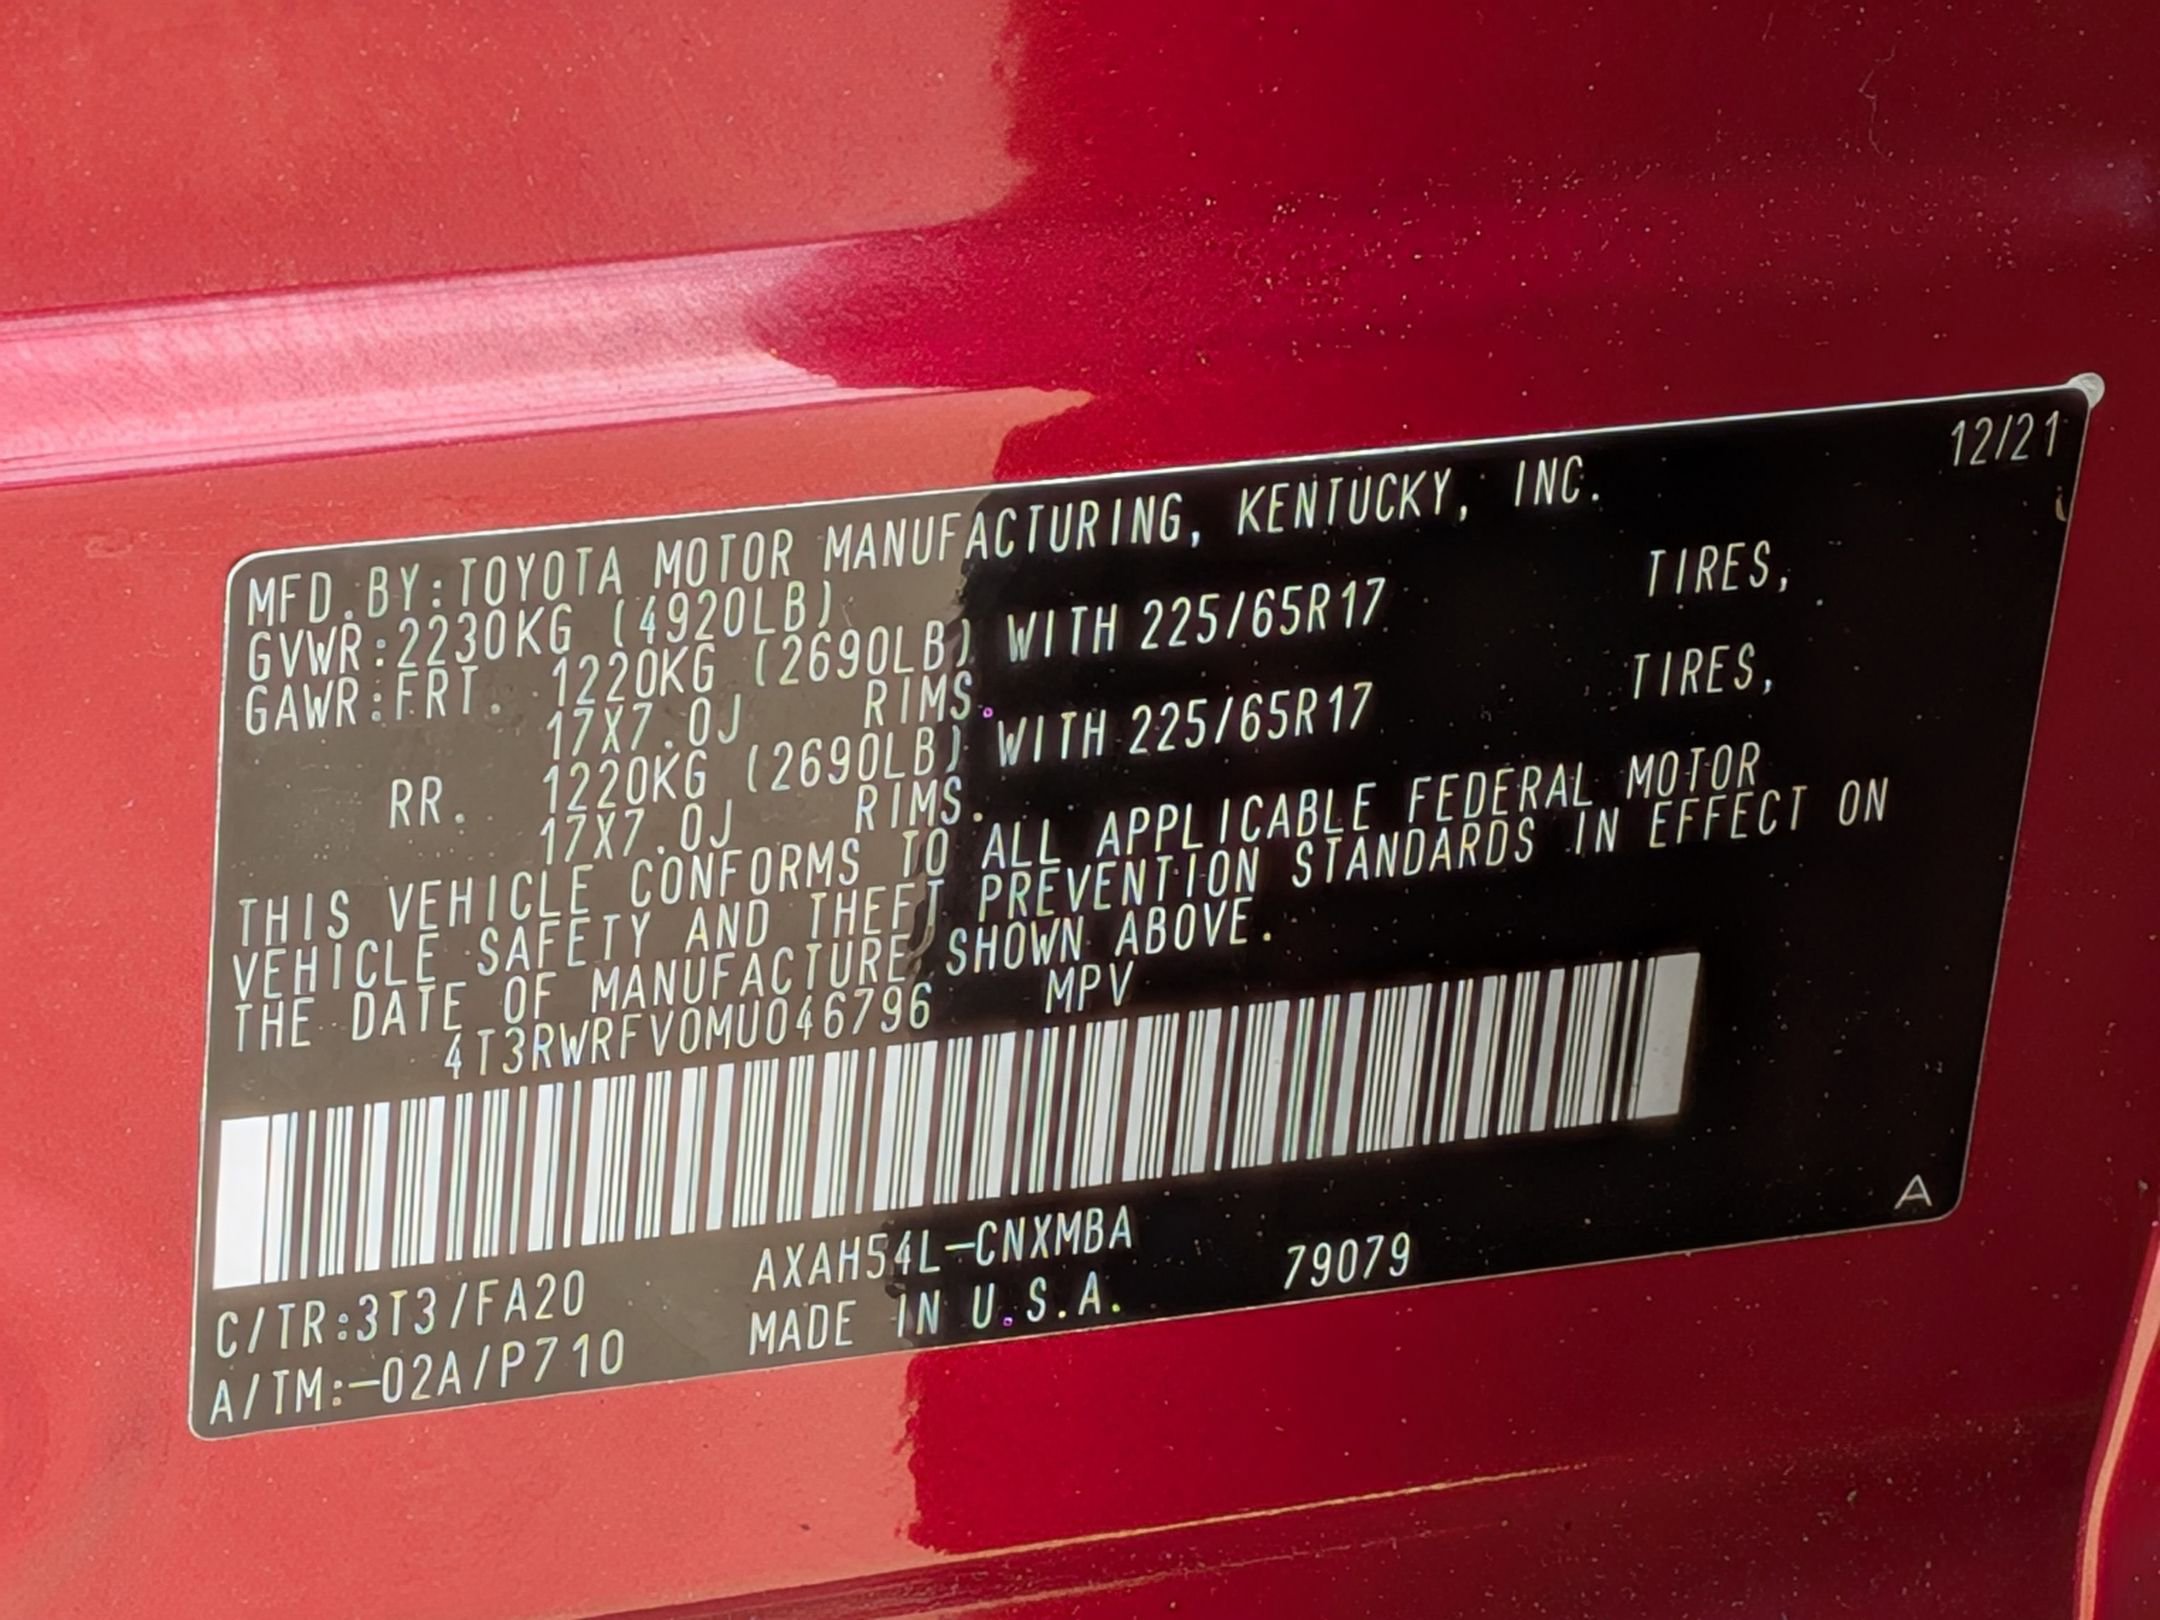 12/21
MFD.BY:TOYOTA MOTOR MANUFACTURING, KENTUCKY, INC.
GVWR:2230KG (4920LB)
GAWR:FRT. 1220KG (2690LB) WITH 225/65R17 TIRES,
17X7.0J RIMS.
RR. 1220KG (2690LB) WITH 225/65R17 TIRES,
17X7.0J RIMS.
THIS VEHICLE CONFORMS TO ALL APPLICABLE FEDERAL MOTOR
VEHICLE SAFETY AND THEFT PREVENTION STANDARDS IN EFFECT ON
THE DATE OF MANUFACTURE SHOWN ABOVE.
4T3RWRFV0MU046796 MPV
AXAH54L-CNXMBA
A
C/TR:3T3/FA20
MADE IN U.S.A. 79079
A/TM:-02A/P710